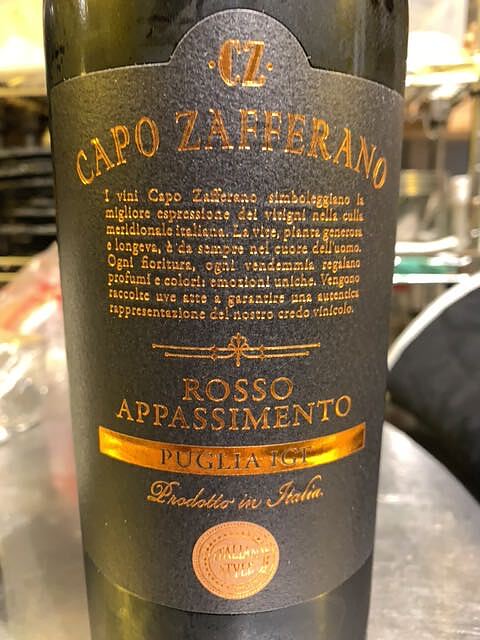 ·CZ·
CAPO ZAFFERANO
I vini Capo Zafferano simboleggiano la
migliore espressione dei vitigni nella culla
meridionale italiana. La vite, pianta generosa
e longeva, è da sempre nel cuore dell'uomo.
Ogni fioritura, ogni vendemmia regalano
profumi e colori: emozioni uniche. Vengono
raccolte uve atte a garantire una autentica
rappresentazione del nostro credo vinicolo.
ROSSO
APPASSIMENTO
PUGLIA IGT
Prodotto in Italia
STYLE